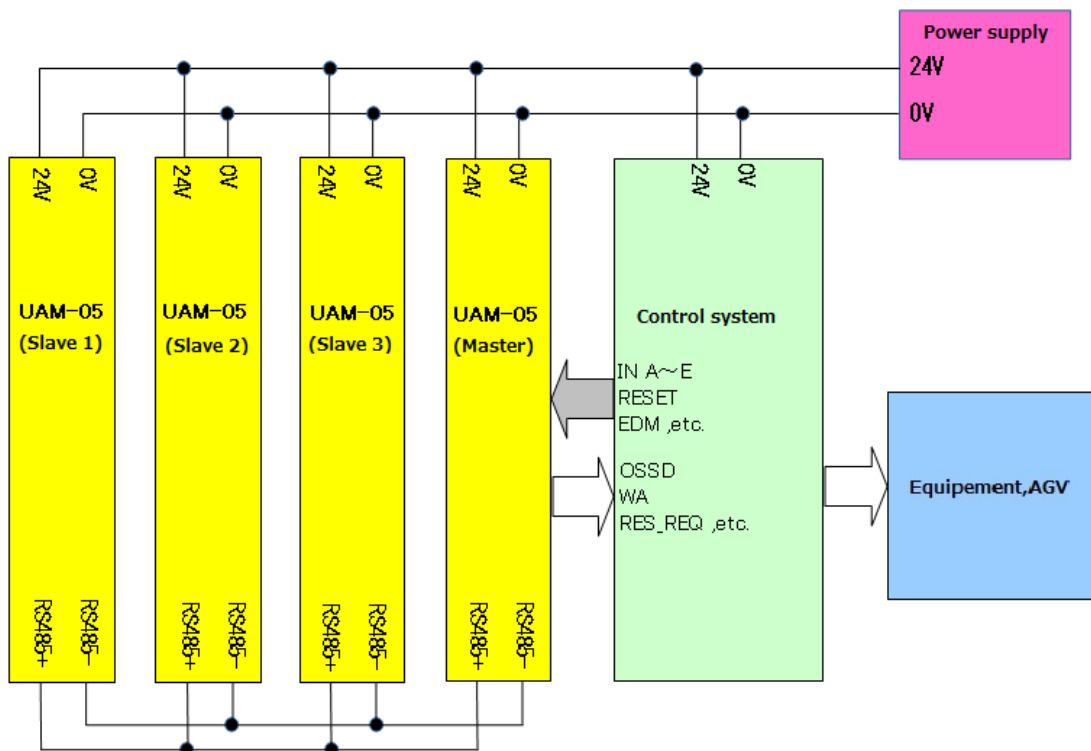 Power supply
24V
0V
24V
0V
24V
0V
24V
0V
24V
0V
24V
0V
UAM-05
(Slave 1)
UAM-05
(Slave 2)
UAM-05
(Slave 3)
UAM-05
(Master)
Control system
IN A～E
RESET
EDM ,etc.
OSSD
WA
RES_REQ ,etc.
Equipement,AGV
RS485+
RS485-
RS485+
RS485-
RS485+
RS485-
RS485+
RS485-